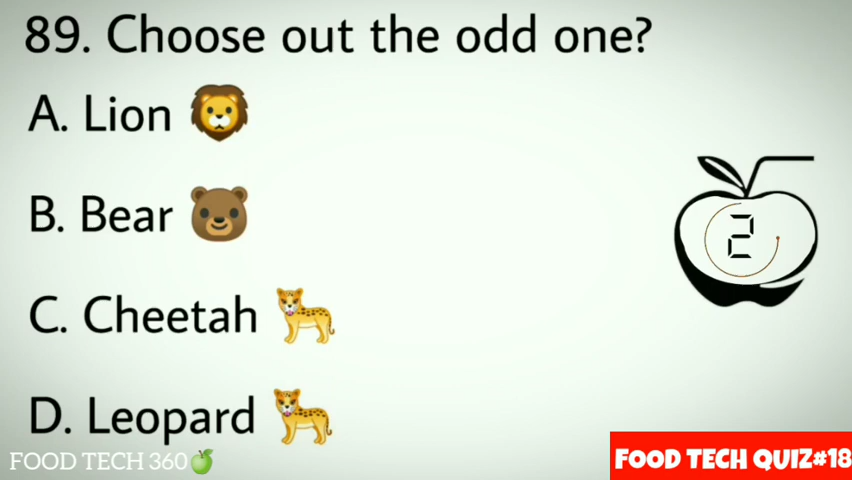 89. Choose out the odd one?
A. Lion 🦁
B. Bear 🐻
2
C. Cheetah 🐆
D. Leopard 🐆
FOOD TECH 360🍏
FOOD TECH QUIZ#18